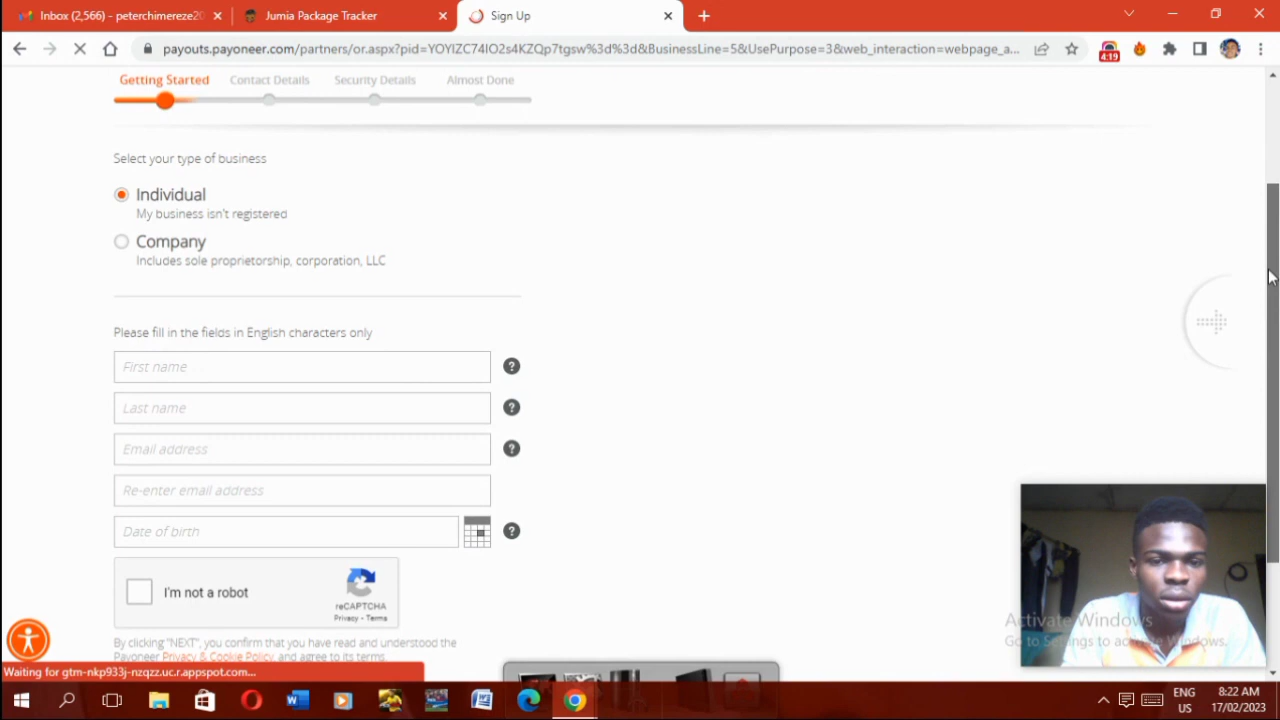 Inbox (2,566) - peterchimereze20
Jumia Package Tracker
Sign Up
payouts.payoneer.com/partners/or.aspx?pid=YOYIZC74IO2s4KZQp7tgsw%3d%3d&BusinessLine=5&UsePurpose=3&web_interaction=webpage_a...
4:19
Getting Started
Contact Details
Security Details
Almost Done
Select your type of business
Individual
My business isn't registered
Company
Includes sole proprietorship, corporation, LLC
Please fill in the fields in English characters only
First name
?
Last name
?
Email address
?
Re-enter email address
Date of birth
?
I'm not a robot
reCAPTCHA
Privacy - Terms
By clicking "NEXT", you confirm that you have read and understood the
Payoneer Privacy & Cookie Policy, and agree to its terms.
Waiting for gtm-nkp933j-nzqzz.uc.r.appspot.com...
Activate Windows
Go to Settings to activate Windows.
ENG
US
8:22 AM
17/02/2023